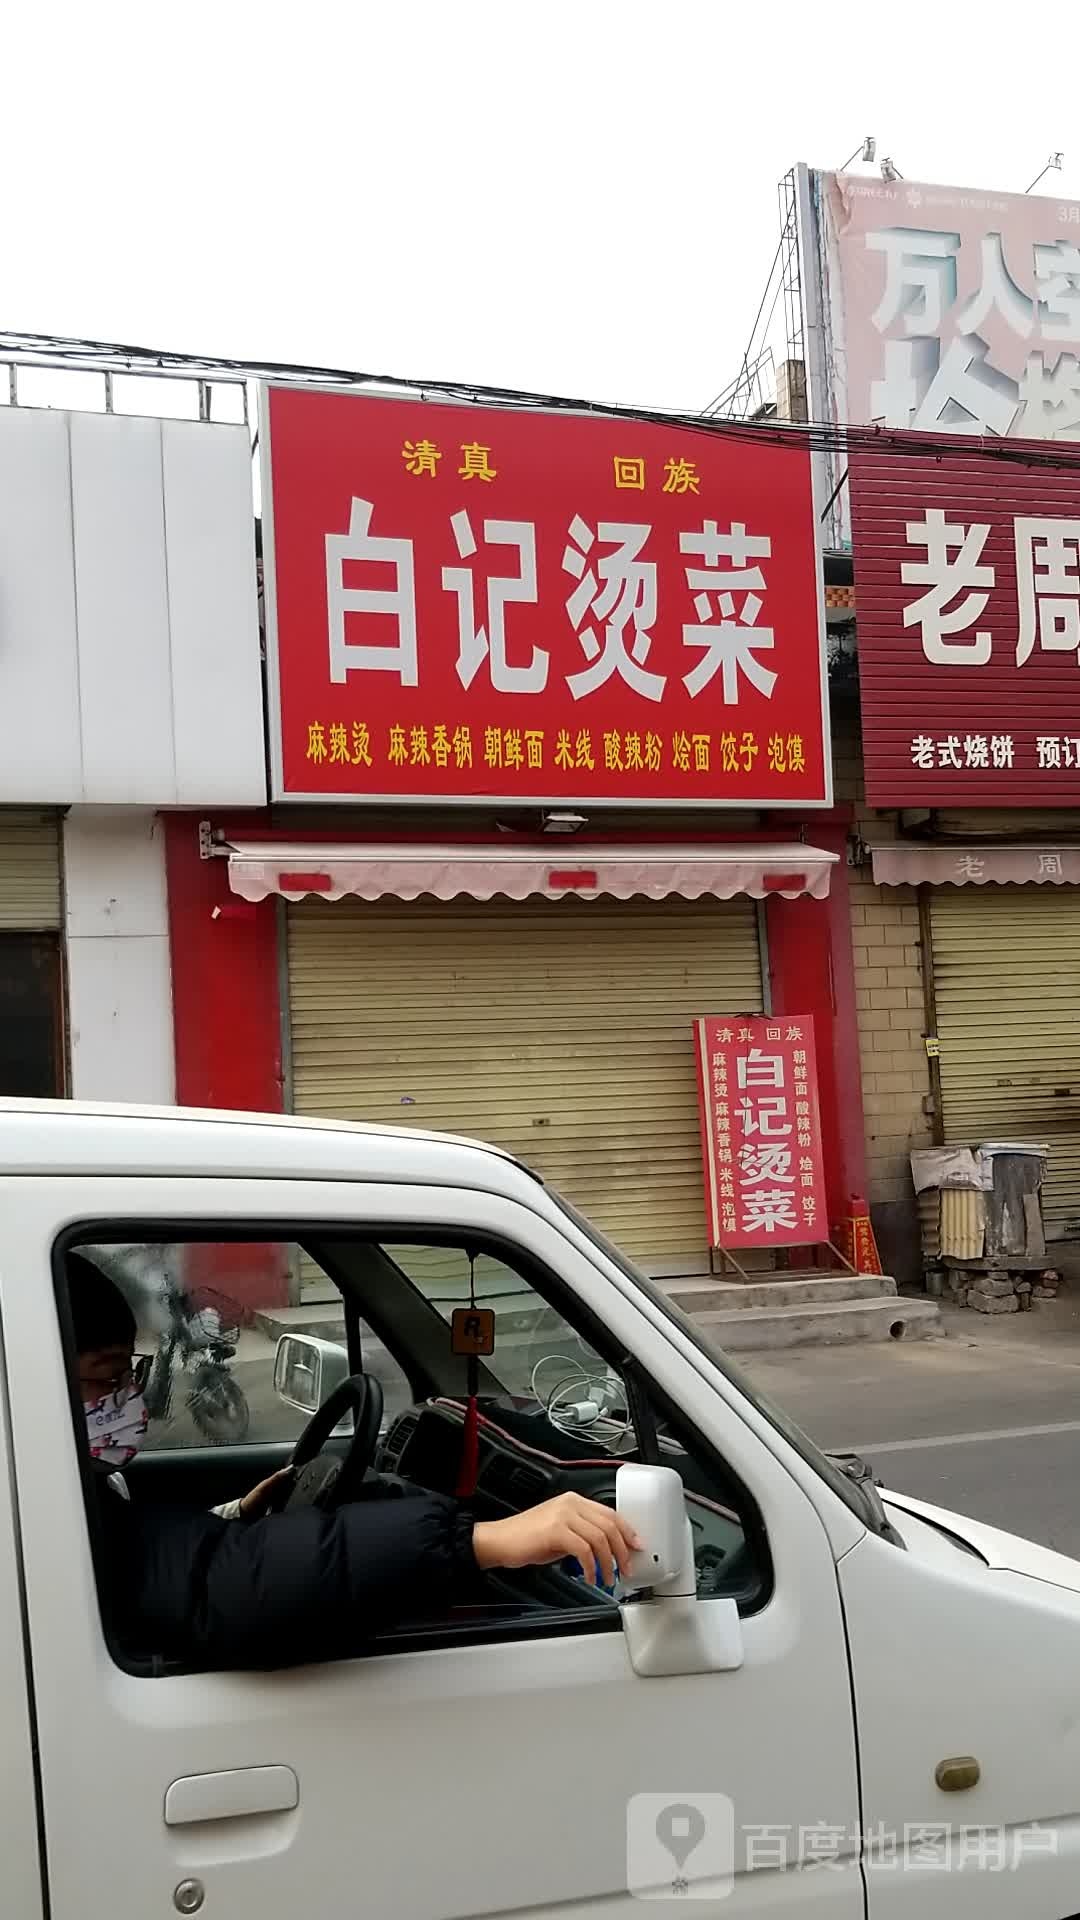 3月
万人空
清真 回族
白记烫菜
麻辣烫 麻辣香锅 朝鲜面 米线 酸辣粉 烩面 饺子 泡馍
老周
老式烧饼 预订
老周
清真 回族
白记烫菜
朝鲜面 酸辣粉 烩面 饺子
麻辣烫 麻辣香锅 米线 泡馍
R
百度地图用户